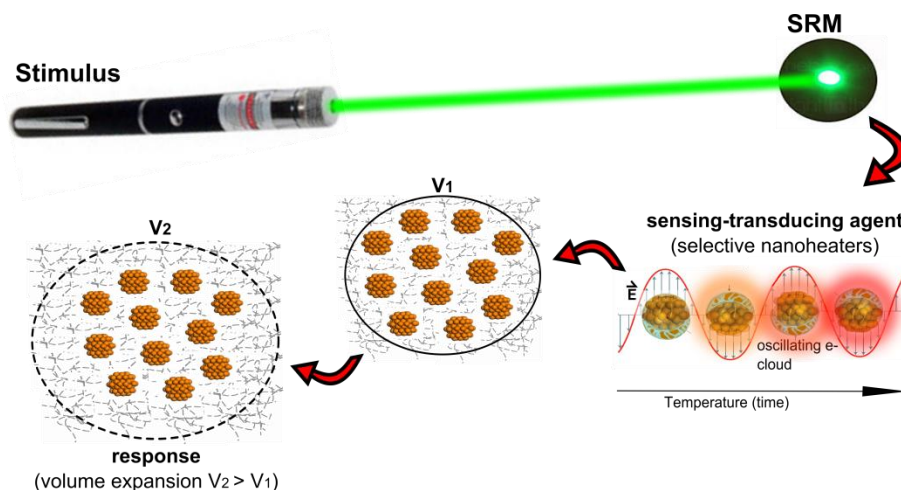 SRM
Stimulus
V1
V2
sensing-transducing agent
(selective nanoheaters)
E
oscillating e-
cloud
Temperature (time)
response
(volume expansion V2 > V1)